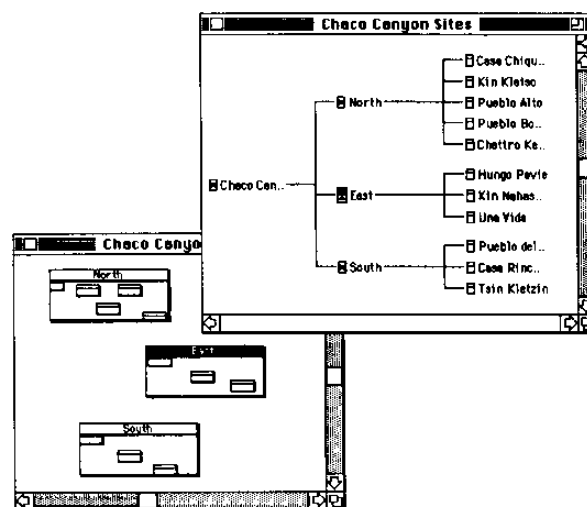 Chaco Canyon Sites
Casa Chiqu..
Kin Kletso
Pueblo Alto
Pueblo Bo..
Chettro Ke..
North
Hungo Pavie
Chaco Can..
East
Kin Nahas..
Una Vida
Pueblo del..
South
Casa Rinc..
Tsin Kletzin
Chaco Canyo
North
East
South